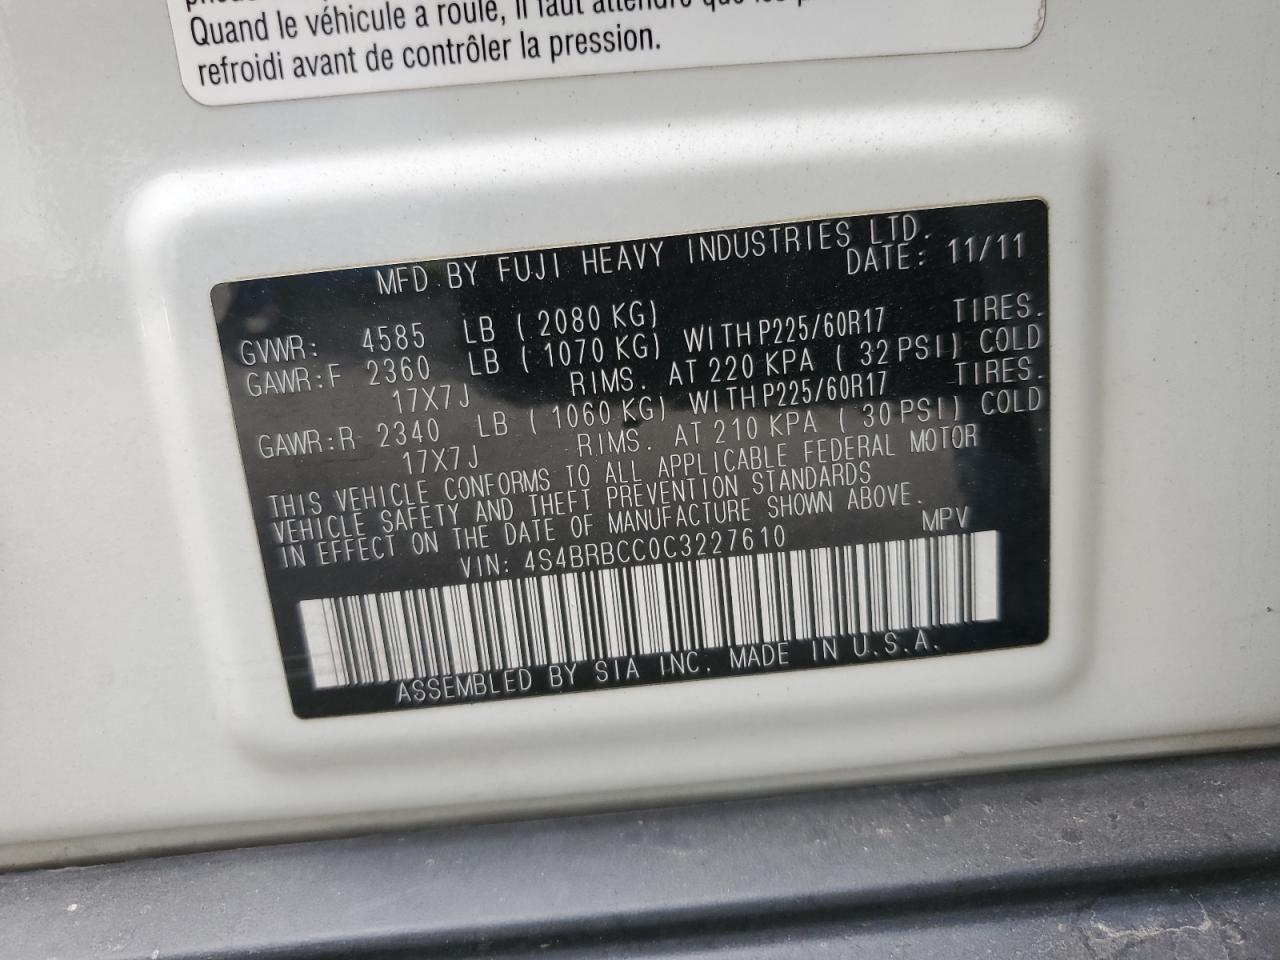 Quand le véhicule a roulé, il faut attendre que les
refroidi avant de contrôler la pression.
MFD BY FUJI HEAVY INDUSTRIES LTD.
DATE: 11/11
GVWR: 4585 LB ( 2080 KG)
GAWR:F 2360 LB ( 1070 KG) WITH P225/60R17 TIRES.
17X7J RIMS. AT 220 KPA ( 32 PSI) COLD
GAWR:R 2340 LB ( 1060 KG) WITH P225/60R17 TIRES.
17X7J RIMS. AT 210 KPA ( 30 PSI) COLD
THIS VEHICLE CONFORMS TO ALL APPLICABLE FEDERAL MOTOR
VEHICLE SAFETY AND THEFT PREVENTION STANDARDS
IN EFFECT ON THE DATE OF MANUFACTURE SHOWN ABOVE.
VIN: 4S4BRBCC0C3227610 MPV
ASSEMBLED BY SIA INC. MADE IN U.S.A.